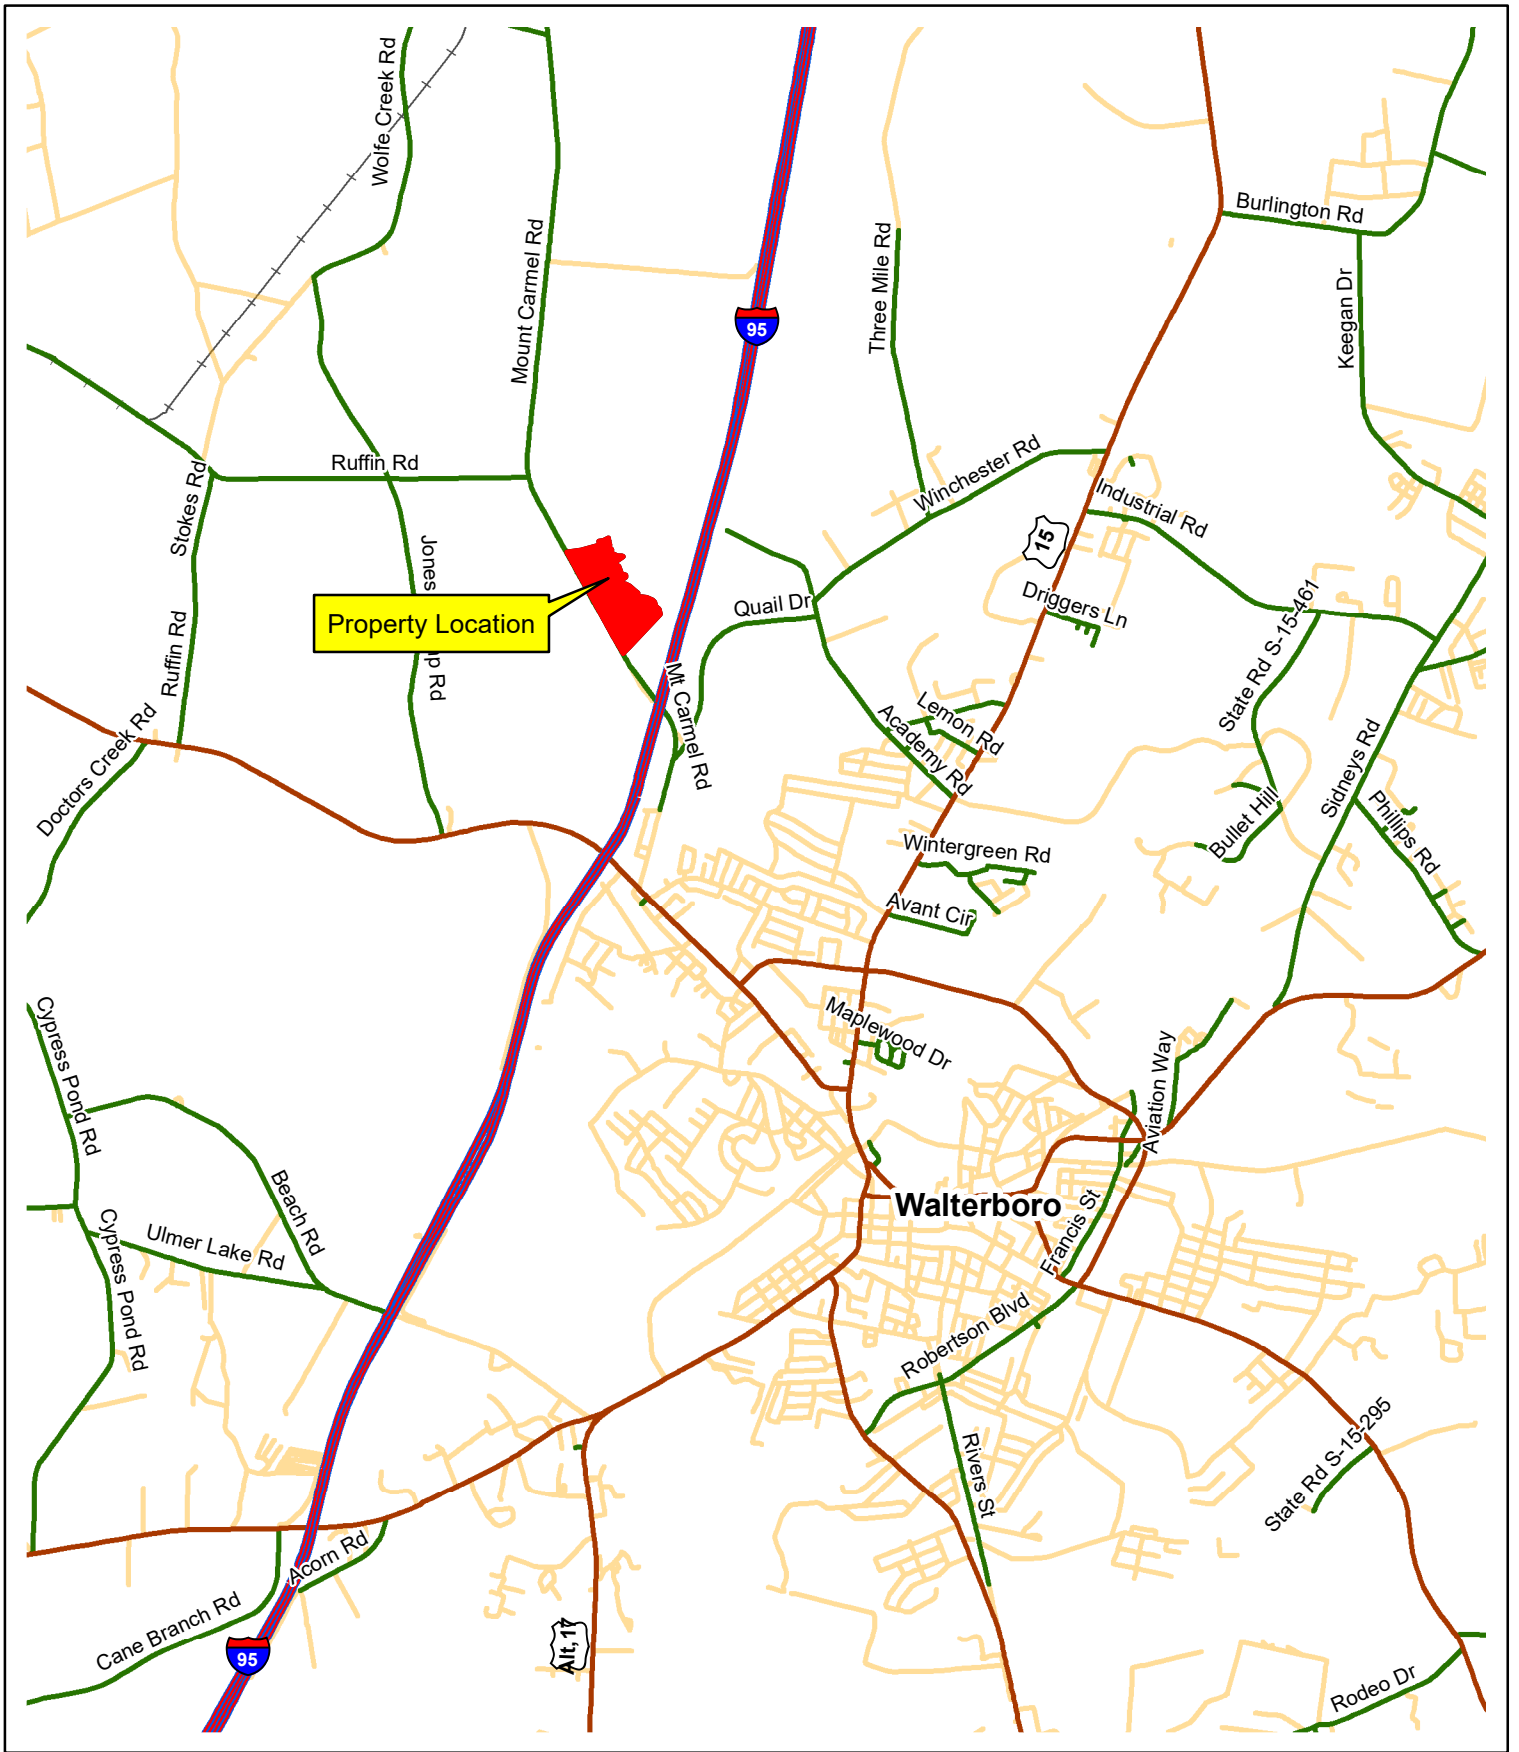 Wolfe Creek Rd
Burlington Rd
Mount Carmel Rd
Three Mile Rd
Keegan Dr
95
Ruffin Rd
Winchester Rd
Stokes Rd
Industrial Rd
15
Jones
Quail Dr
Driggers Ln
State Rd S-15-461
Property Location
Ruffin Rd
p Rd
Mt Carmel Rd
Lemon Rd
Academy Rd
Doctors Creek Rd
Sidneys Rd
Phillips Rd
Bullet Hill
Wintergreen Rd
Avant Cir
Cypress Pond Rd
Maplewood Dr
Aviation Way
Beach Rd
Walterboro
Francis St
Ulmer Lake Rd
Cypress Pond Rd
Robertson Blvd
State Rd S-15-295
Rivers St
Acorn Rd
Cane Branch Rd
95
Alt,17
Rodeo Dr